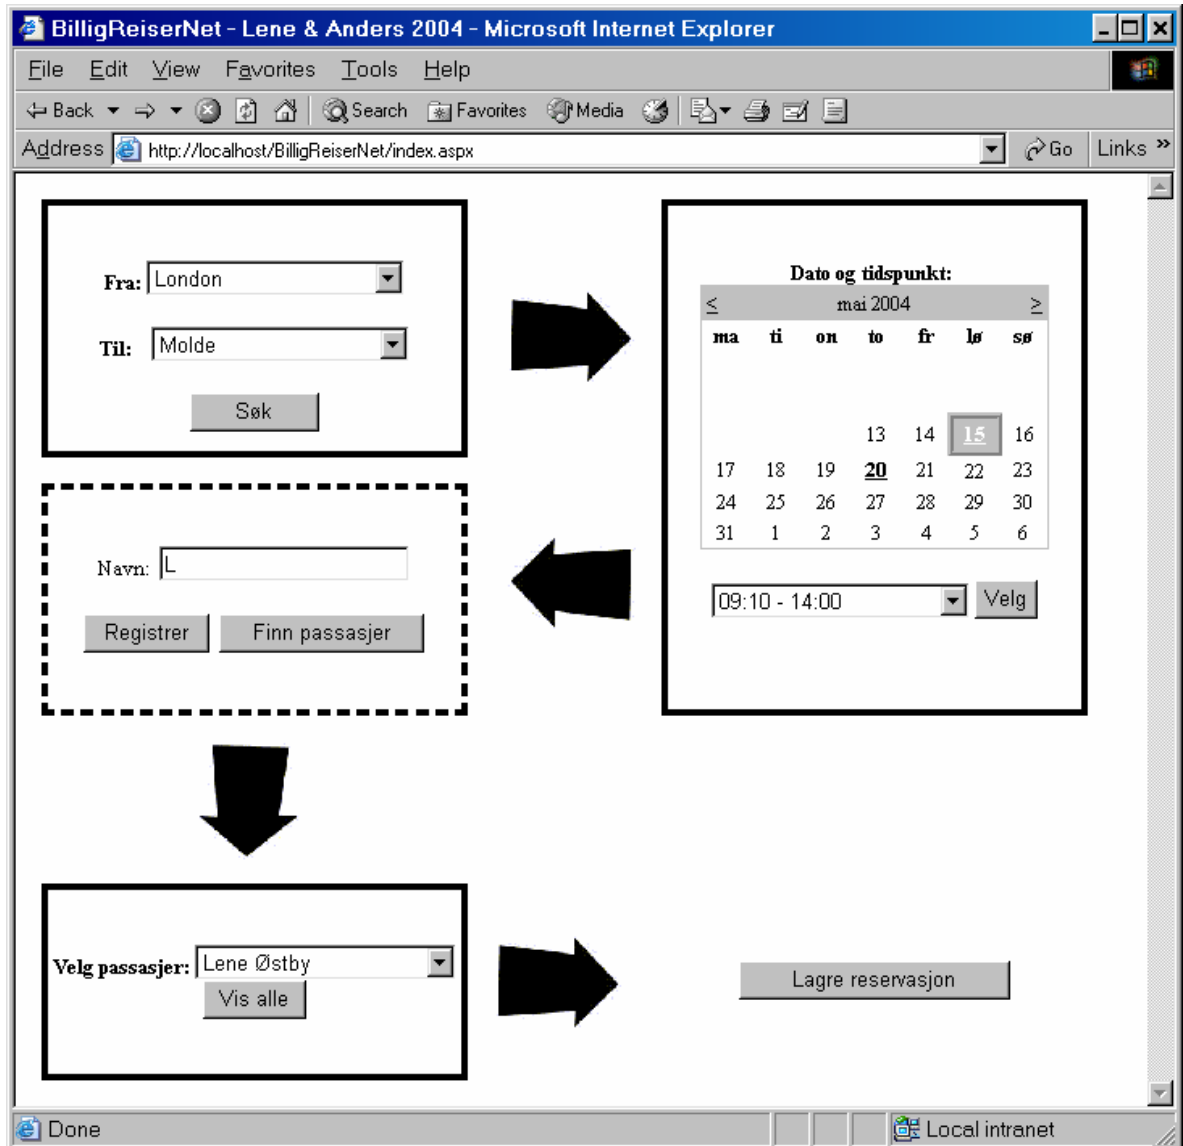 BilligReiserNet - Lene & Anders 2004 - Microsoft Internet Explorer
File Edit View Favorites Tools Help
Back Search Favorites Media
Address http://localhost/BilligReiserNet/index.aspx Go Links »
Fra: London
Til: Molde
Søk
Dato og tidspunkt:
< mai 2004 >
ma ti on to fr lø sø
13 14 15 16
17 18 19 20 21 22 23
24 25 26 27 28 29 30
31 1 2 3 4 5 6
09:10 - 14:00 Velg
Navn: L
Registrer Finn passasjer
Velg passasjer: Lene Østby
Vis alle
Lagre reservasjon
Done Local intranet